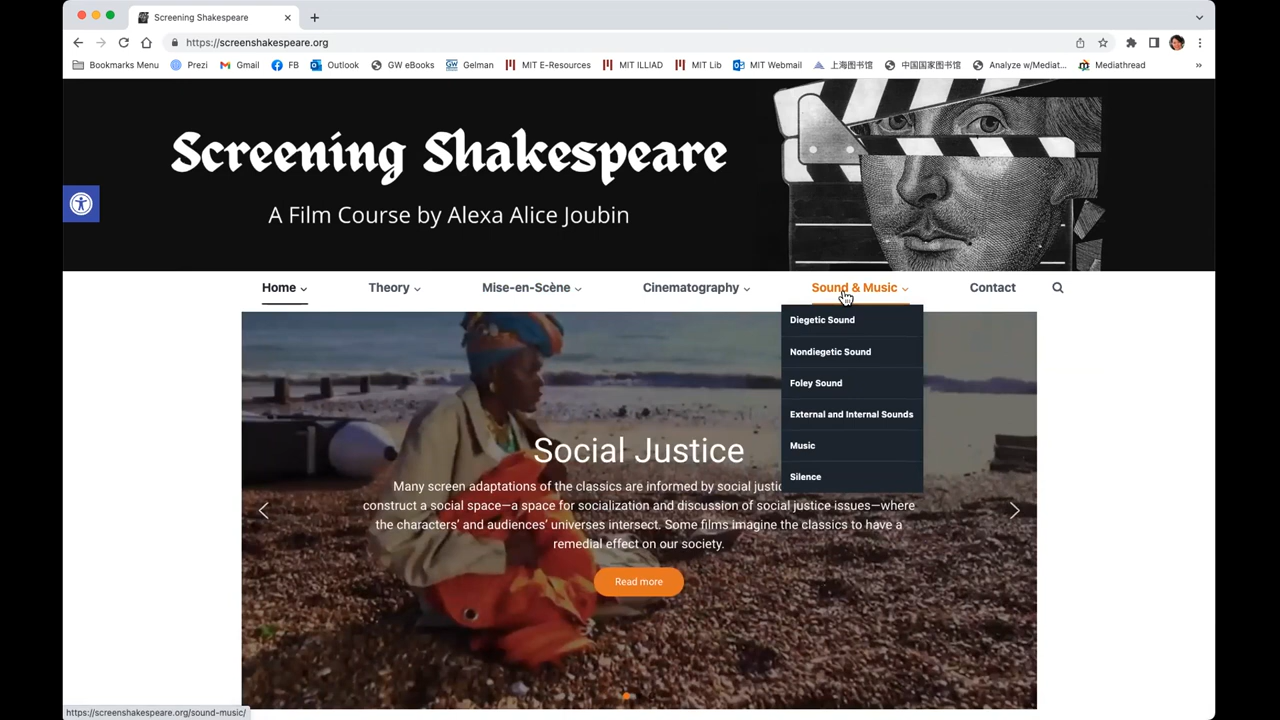 Screening Shakespeare
https://screenshakespeare.org
Bookmarks Menu Prezi Gmail FB Outlook GW eBooks Gelman MIT E-Resources MIT ILLIAD MIT Lib MIT Webmail 上海图书馆 中国国家图书馆 Analyze w/Mediat... Mediathread »
Screening Shakespeare
A Film Course by Alexa Alice Joubin
Home Theory Mise-en-Scène Cinematography Sound & Music Contact
Diegetic Sound
Nondiegetic Sound
Foley Sound
External and Internal Sounds
Music
Silence
Social Justice
Many screen adaptations of the classics are informed by social justic
construct a social space—a space for socialization and discussion of social justice issues—where
the characters' and audiences' universes intersect. Some films imagine the classics to have a
remedial effect on our society.
Read more
https://screenshakespeare.org/sound-music/